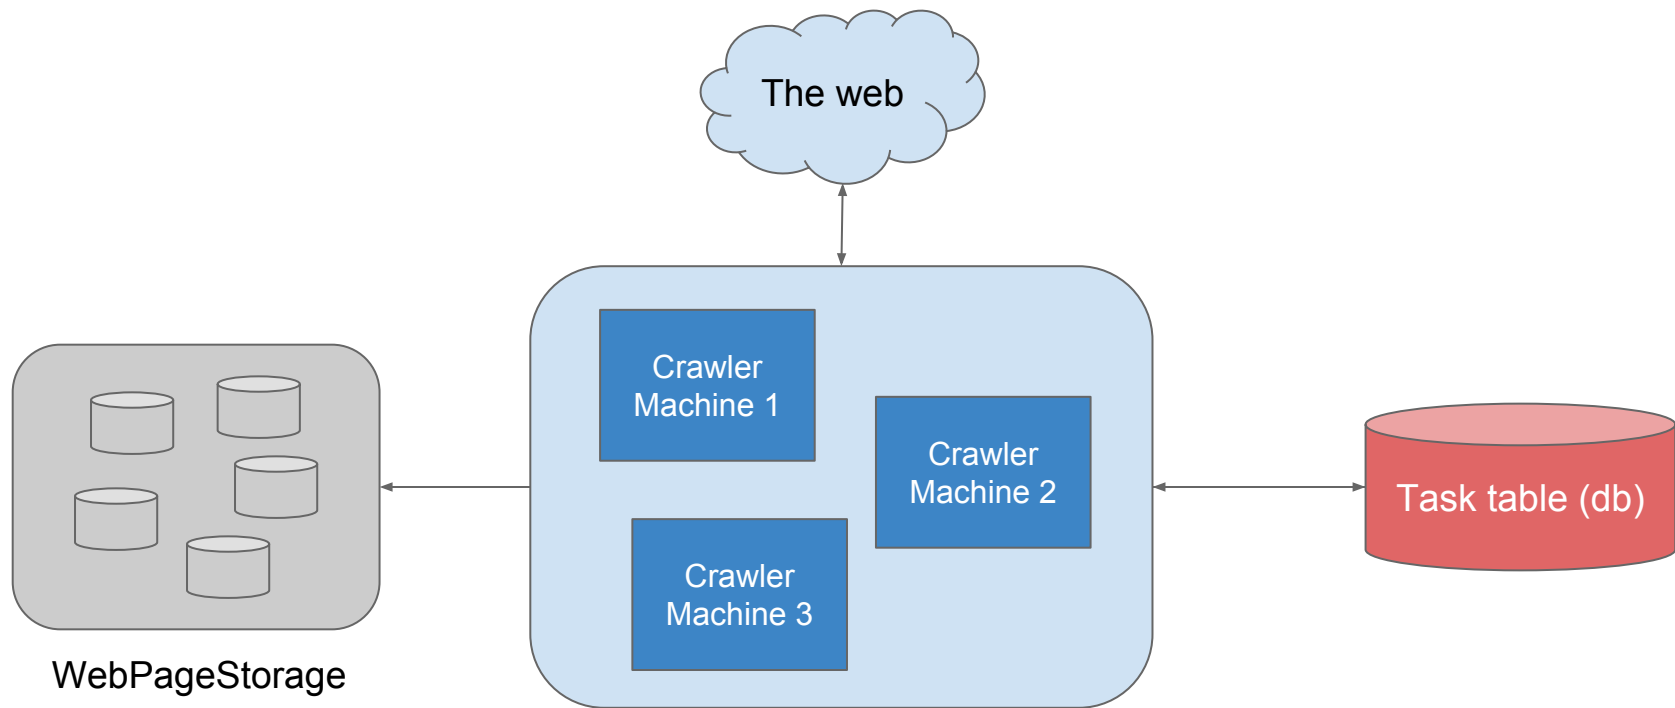 The web
Crawler
Machine 1
Crawler
Machine 2
Crawler
Machine 3
Task table (db)
WebPageStorage